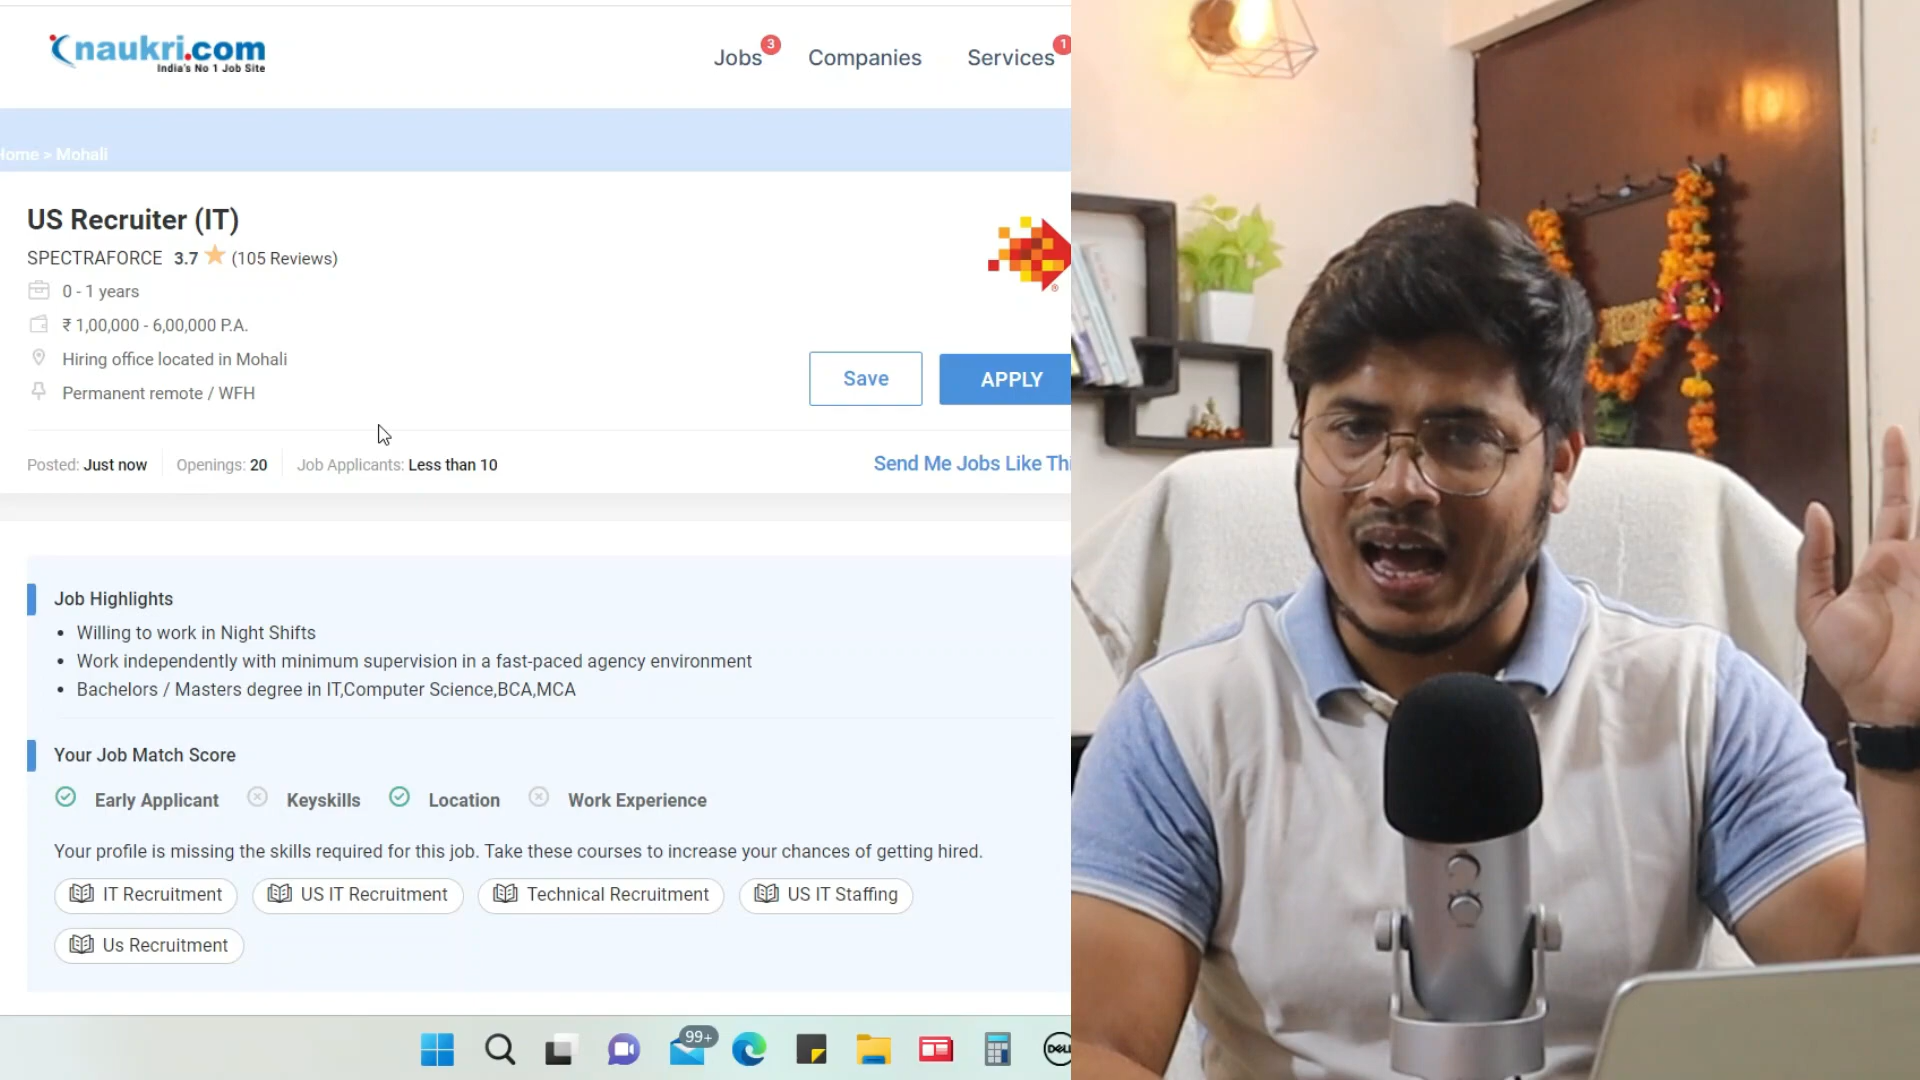 naukri.com
India's No 1 Job Site
Jobs 3
Companies
Services 1
Home > Mohali
US Recruiter (IT)
SPECTRAFORCE 3.7 (105 Reviews)
0 - 1 years
₹ 1,00,000 - 6,00,000 P.A.
Hiring office located in Mohali
Permanent remote / WFH
Save
APPLY
Posted: Just now
Openings: 20
Job Applicants: Less than 10
Send Me Jobs Like Thi
Job Highlights
• Willing to work in Night Shifts
• Work independently with minimum supervision in a fast-paced agency environment
• Bachelors / Masters degree in IT,Computer Science,BCA,MCA
Your Job Match Score
Early Applicant
Keyskills
Location
Work Experience
Your profile is missing the skills required for this job. Take these courses to increase your chances of getting hired.
IT Recruitment
US IT Recruitment
Technical Recruitment
US IT Staffing
Us Recruitment
99+
DELL